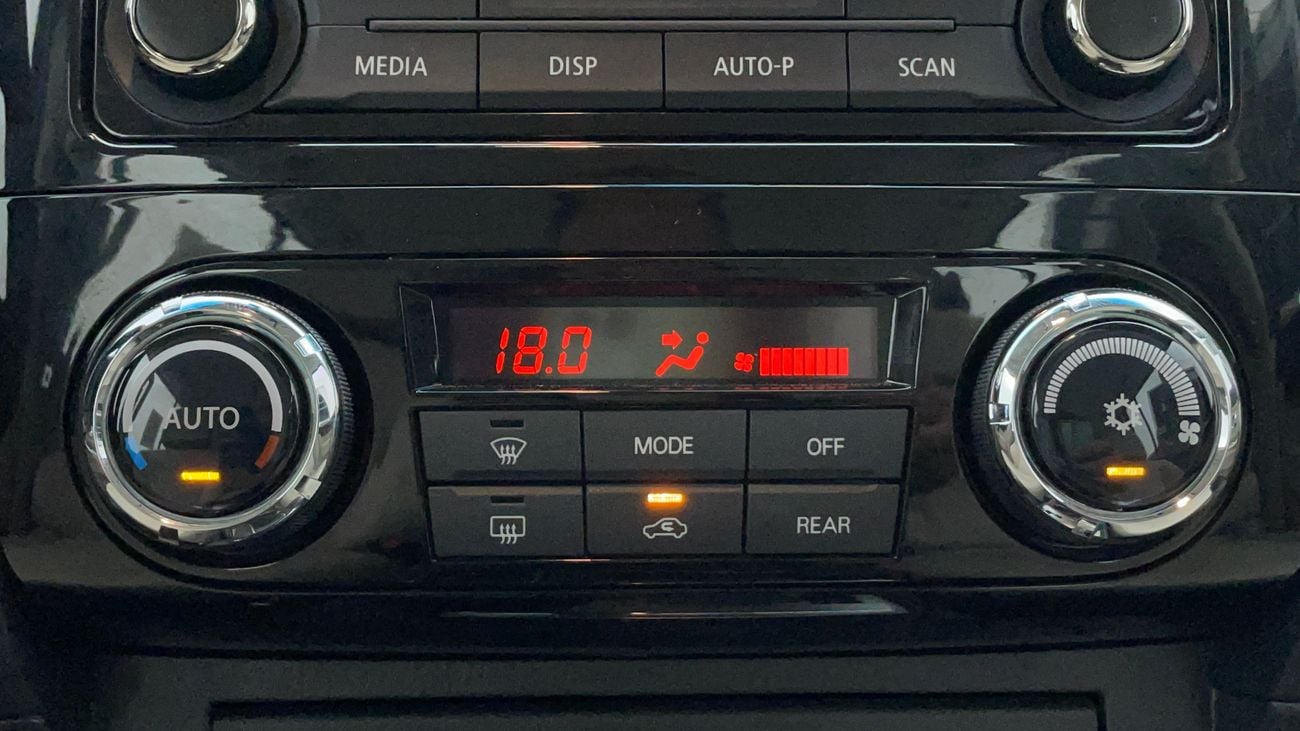 MEDIA DISP AUTO-P SCAN
18.0
AUTO
MODE OFF
REAR